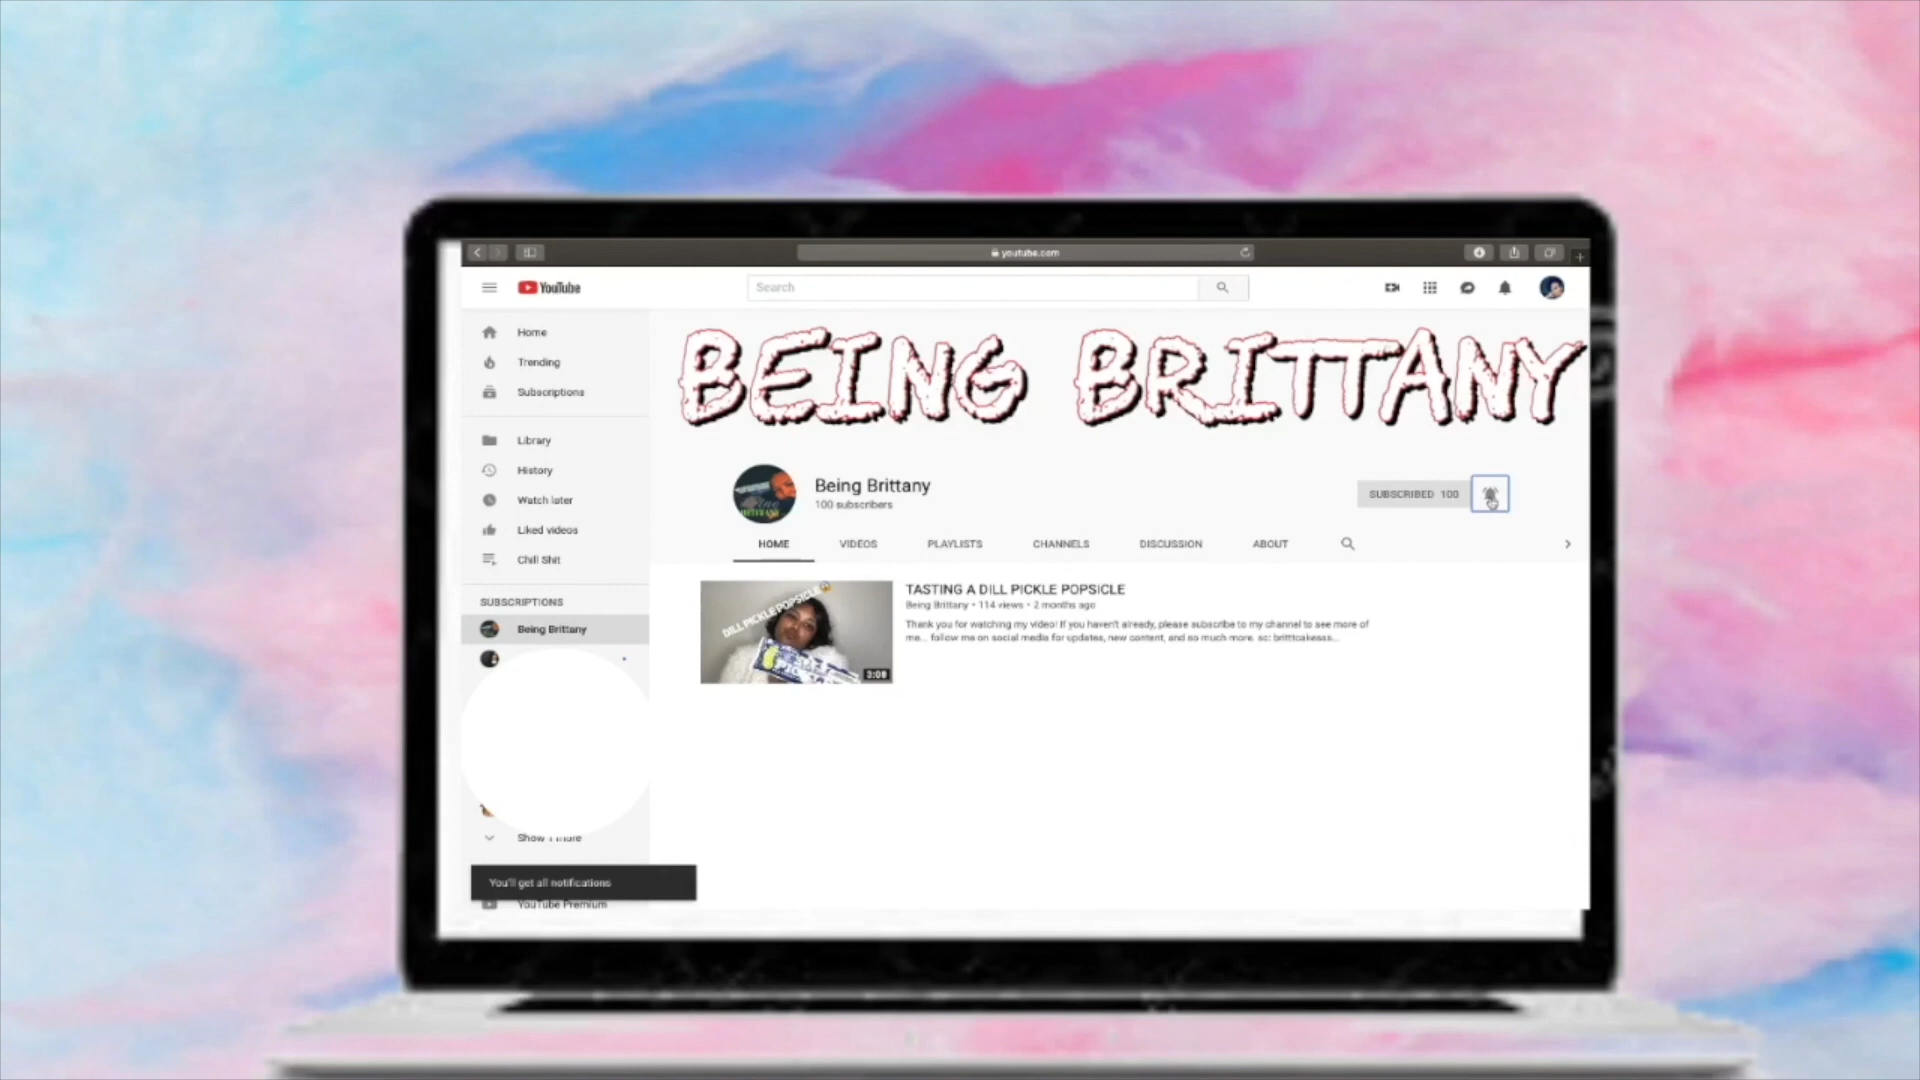 youtube.com
YouTube
Search
BEING BRITTANY
Home
Trending
Subscriptions
Library
History
Watch later
Liked videos
Chill Shit
SUBSCRIPTIONS
Being Brittany
Show 1 more
YouTube Premium
You'll get all notifications
Being Brittany
100 subscribers
SUBSCRIBED 100
HOME VIDEOS PLAYLISTS CHANNELS DISCUSSION ABOUT
DILL PICKLE POPSICLE
3:08
TASTING A DILL PICKLE POPSICLE
Being Brittany • 114 views • 2 months ago
Thank you for watching my video! If you haven't already, please subscribe to my channel to see more of
me... follow me on social media for updates, new content, and so much more. sc: britttcakesss...